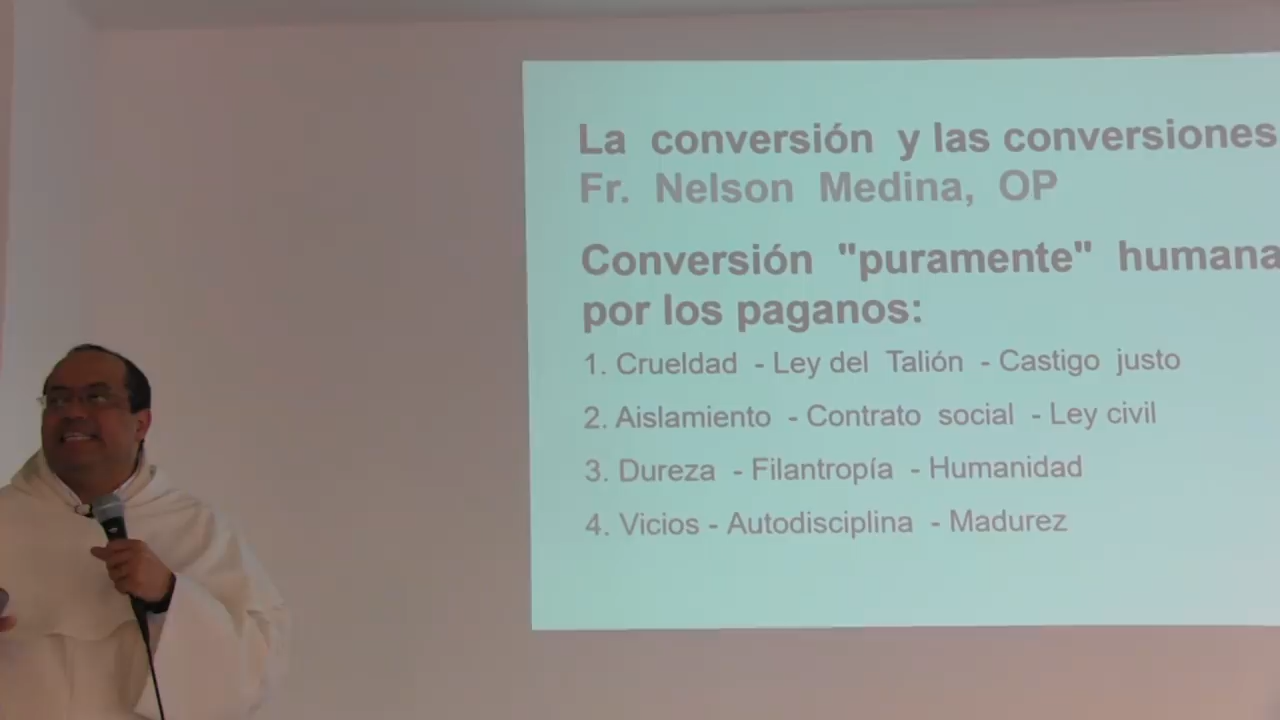 La conversión y las conversiones
Fr. Nelson Medina, OP
Conversión "puramente" humana
por los paganos:
1. Crueldad - Ley del Talión - Castigo justo
2. Aislamiento - Contrato social - Ley civil
3. Dureza - Filantropía - Humanidad
4. Vicios - Autodisciplina - Madurez